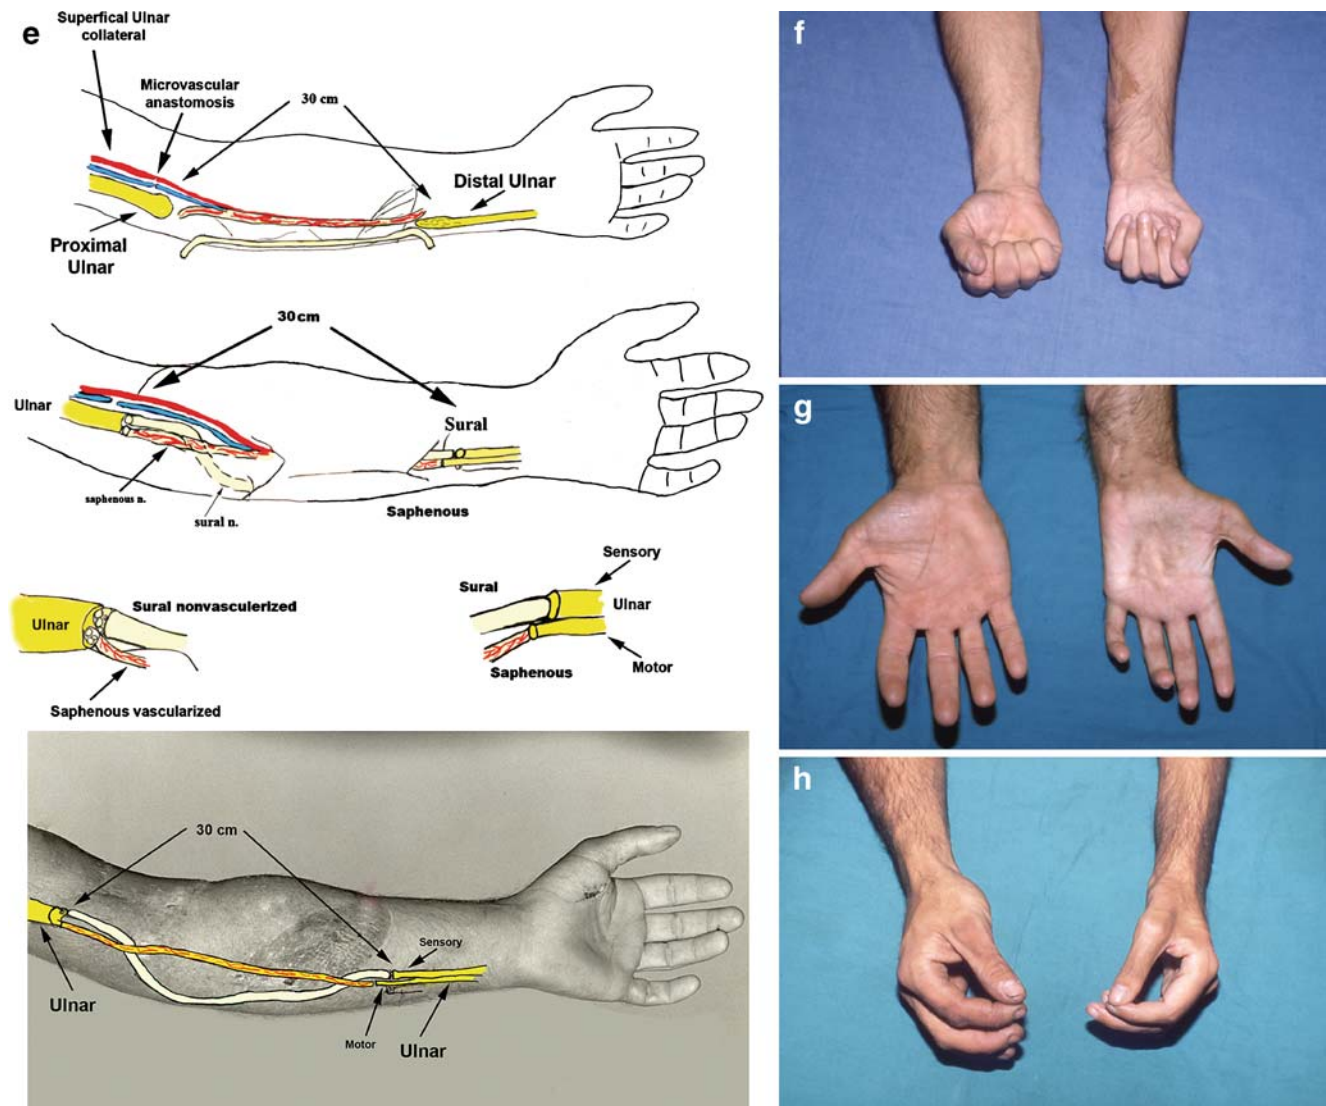 e
Superfical Ulnar
collateral
Microvascular
anastomosis
30 cm
Distal Ulnar
Proximal
Ulnar
30cm
Ulnar
Sural
saphenous n.
sural n.
Saphenous
Sensory
Sural
Sural nonvascularized
Ulnar
Ulnar
Saphenous
Motor
Saphenous vascularized
30 cm
Sensory
Ulnar
Motor
Ulnar
f
g
h